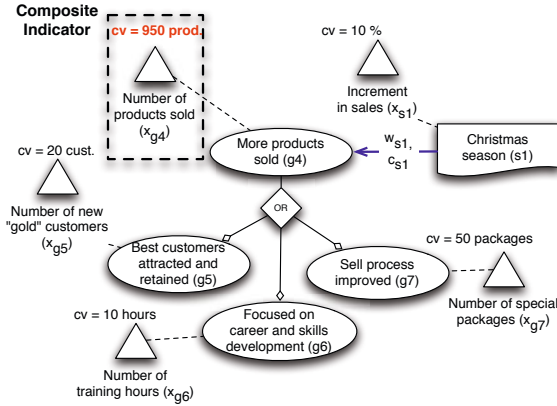 Composite
Indicator
cv = 950 prod.
cv = 10 %
Number of
products sold
(xg4)
Increment
in sales (xs1)
More products
sold (g4)
ws1,
cs1
Christmas
season (s1)
cv = 20 cust.
OR
Number of new
"gold" customers
(xg5)
Best customers
attracted and
retained (g5)
Sell process
improved (g7)
cv = 50 packages
Number of special
packages (xg7)
cv = 10 hours
Focused on
career and skills
development (g6)
Number of
training hours (xg6)